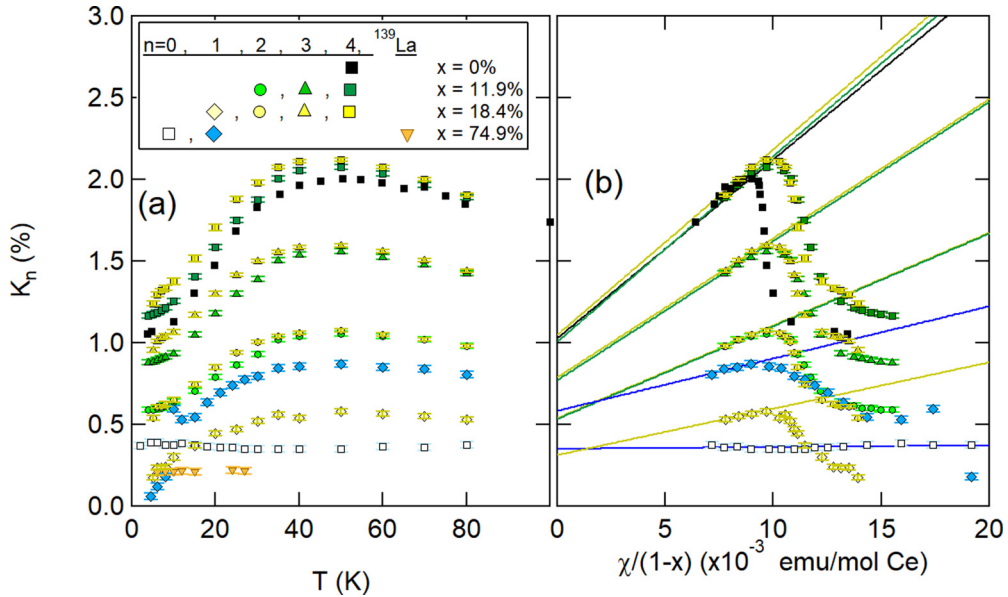 3.0
2.5
2.0
1.5
1.0
0.5
0.0
K_n (%)
n=0 , 1 , 2 , 3 , 4, ¹³⁹La
x = 0%
, , x = 11.9%
, , , x = 18.4%
, x = 74.9%
(a)
(b)
0 20 40 60 80
T (K)
0 5 10 15 20
χ/(1-x) (x10⁻³ emu/mol Ce)